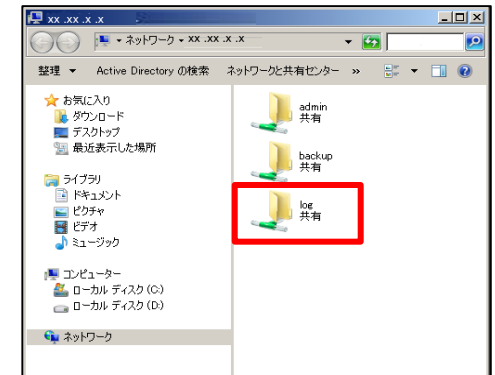 xx .xx .x .x
ネットワーク ▾ xx .xx .x .x
整理 ▼ Active Directory の検索 ネットワークと共有センター »
お気に入り
ダウンロード
デスクトップ
最近表示した場所
ライブラリ
ドキュメント
ピクチャ
ビデオ
ミュージック
コンピューター
ローカル ディスク (C:)
ローカル ディスク (D:)
ネットワーク
admin
共有
backup
共有
log
共有